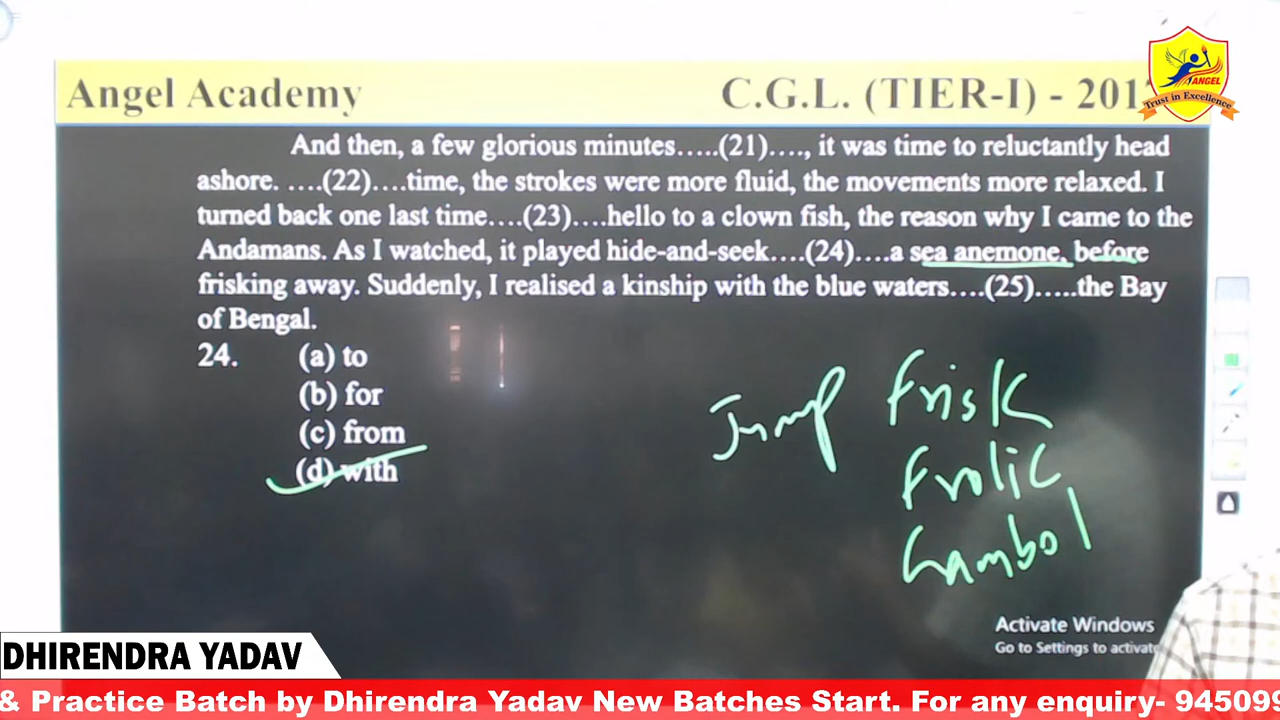 Angel Academy
C.G.L. (TIER-I) - 201
ANGEL
Trust in Excellence
And then, a few glorious minutes.....(21)...., it was time to reluctantly head
ashore. ....(22)....time, the strokes were more fluid, the movements more relaxed. I
turned back one last time....(23)....hello to a clown fish, the reason why I came to the
Andamans. As I watched, it played hide-and-seek....(24)....a sea anemone, before
frisking away. Suddenly, I realised a kinship with the blue waters....(25).....the Bay
of Bengal.
24. (a) to
(b) for
(c) from
(d) with
Jump Frisk
Frolic
Gambol
Activate Windows
Go to Settings to activate
DHIRENDRA YADAV
& Practice Batch by Dhirendra Yadav New Batches Start. For any enquiry- 945099